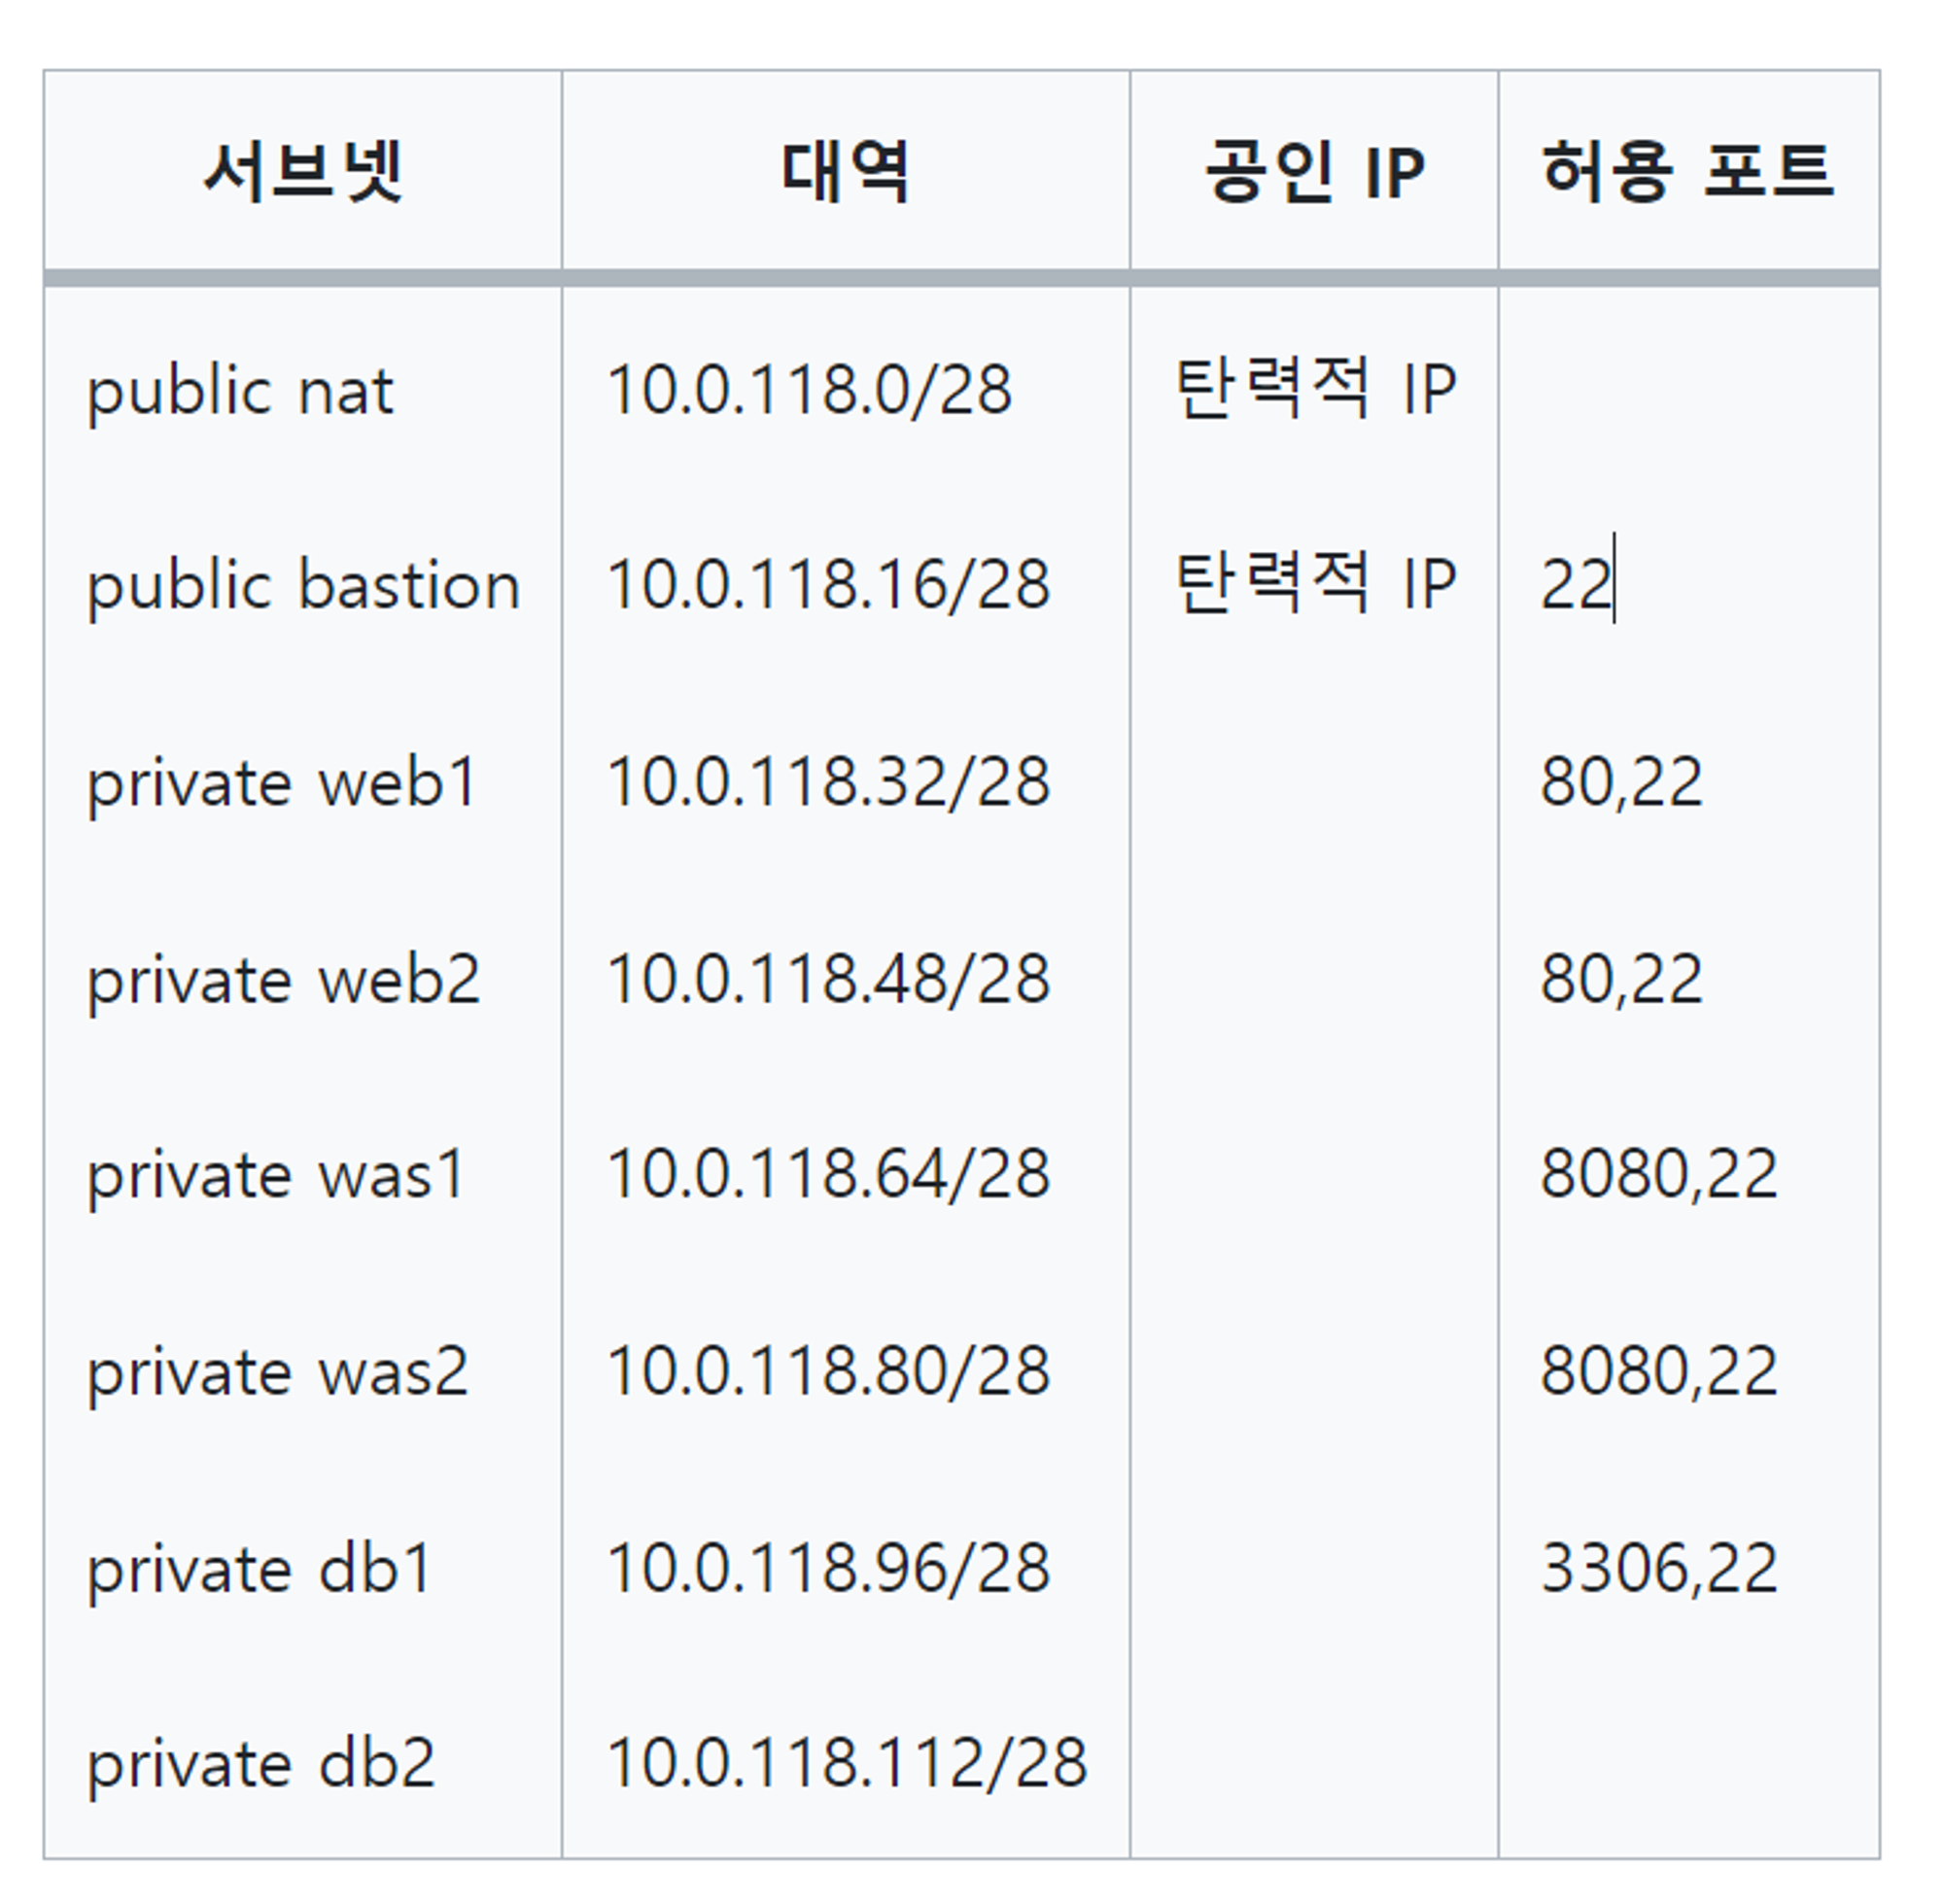 서브넷 대역 공인 IP 허용 포트
public nat 10.0.118.0/28 탄력적 IP
public bastion 10.0.118.16/28 탄력적 IP 22
private web1 10.0.118.32/28 80,22
private web2 10.0.118.48/28 80,22
private was1 10.0.118.64/28 8080,22
private was2 10.0.118.80/28 8080,22
private db1 10.0.118.96/28 3306,22
private db2 10.0.118.112/28